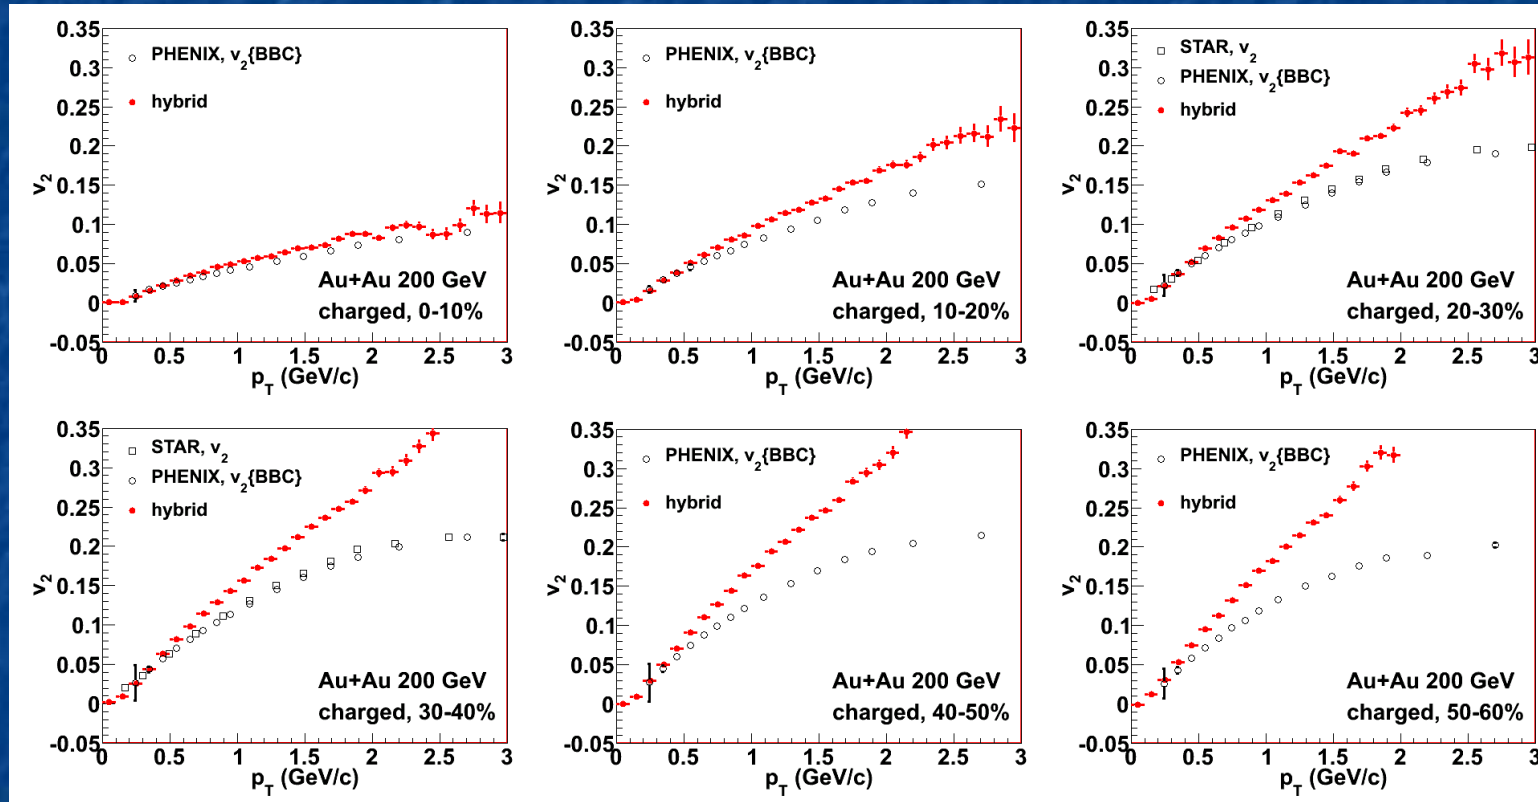 0.35
0.3
0.25
0.2
0.15
0.1
0.05
0
-0.05
v2
PHENIX, v2{BBC}
hybrid
Au+Au 200 GeV
charged, 0-10%
0 0.5 1 1.5 2 2.5 3
pT (GeV/c)
0.35
0.3
0.25
0.2
0.15
0.1
0.05
0
-0.05
v2
PHENIX, v2{BBC}
hybrid
Au+Au 200 GeV
charged, 10-20%
0 0.5 1 1.5 2 2.5 3
pT (GeV/c)
0.35
0.3
0.25
0.2
0.15
0.1
0.05
0
-0.05
v2
STAR, v2
PHENIX, v2{BBC}
hybrid
Au+Au 200 GeV
charged, 20-30%
0 0.5 1 1.5 2 2.5 3
pT (GeV/c)
0.35
0.3
0.25
0.2
0.15
0.1
0.05
0
-0.05
v2
STAR, v2
PHENIX, v2{BBC}
hybrid
Au+Au 200 GeV
charged, 30-40%
0 0.5 1 1.5 2 2.5 3
pT (GeV/c)
0.35
0.3
0.25
0.2
0.15
0.1
0.05
0
-0.05
v2
PHENIX, v2{BBC}
hybrid
Au+Au 200 GeV
charged, 40-50%
0 0.5 1 1.5 2 2.5 3
pT (GeV/c)
0.35
0.3
0.25
0.2
0.15
0.1
0.05
0
-0.05
v2
PHENIX, v2{BBC}
hybrid
Au+Au 200 GeV
charged, 50-60%
0 0.5 1 1.5 2 2.5 3
pT (GeV/c)